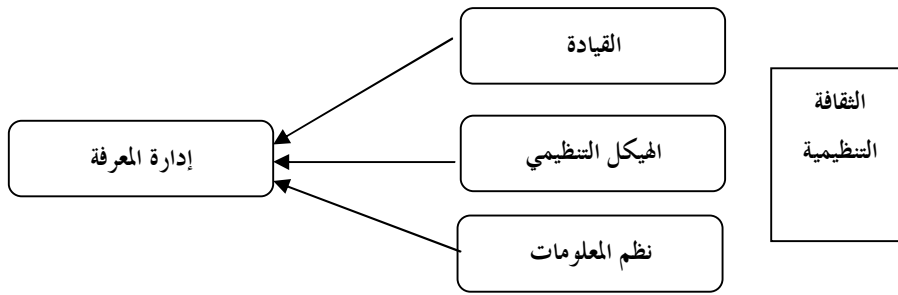 القيادة
الثقافة
التنظيمية
الهيكل التنظيمي
إدارة المعرفة
نظم المعلومات